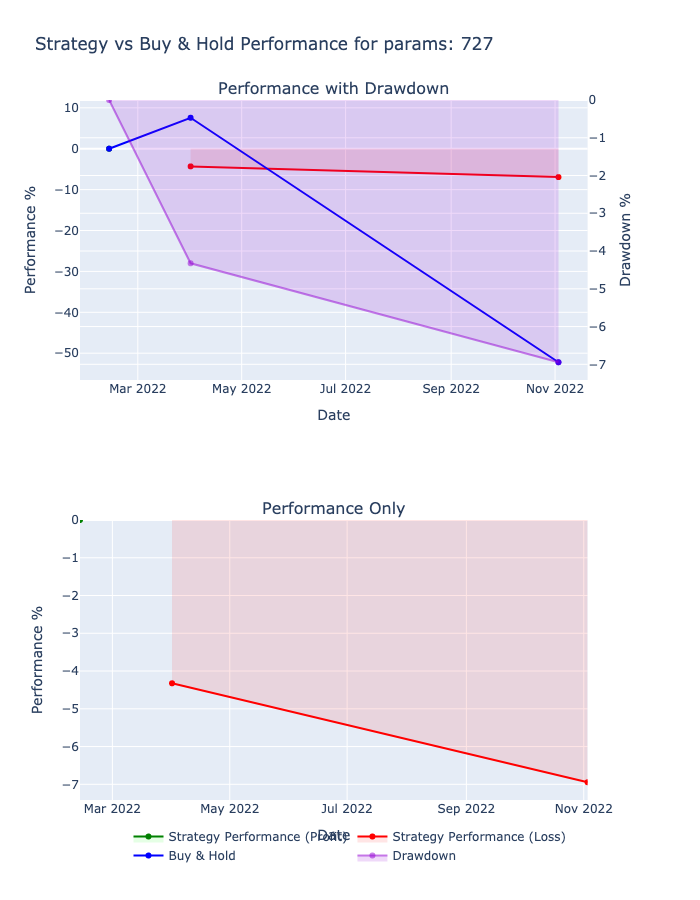 Strategy vs Buy & Hold Performance for params: 727
Performance with Drawdown
10
0
−10
−20
−30
−40
−50
Performance %
0
−1
−2
−3
−4
−5
−6
−7
Drawdown %
Mar 2022
May 2022
Jul 2022
Sep 2022
Nov 2022
Date
Performance Only
0
−1
−2
−3
−4
−5
−6
−7
Performance %
Mar 2022
May 2022
Jul 2022
Sep 2022
Nov 2022
Date
Strategy Performance (Profit)
Strategy Performance (Loss)
Buy & Hold
Drawdown